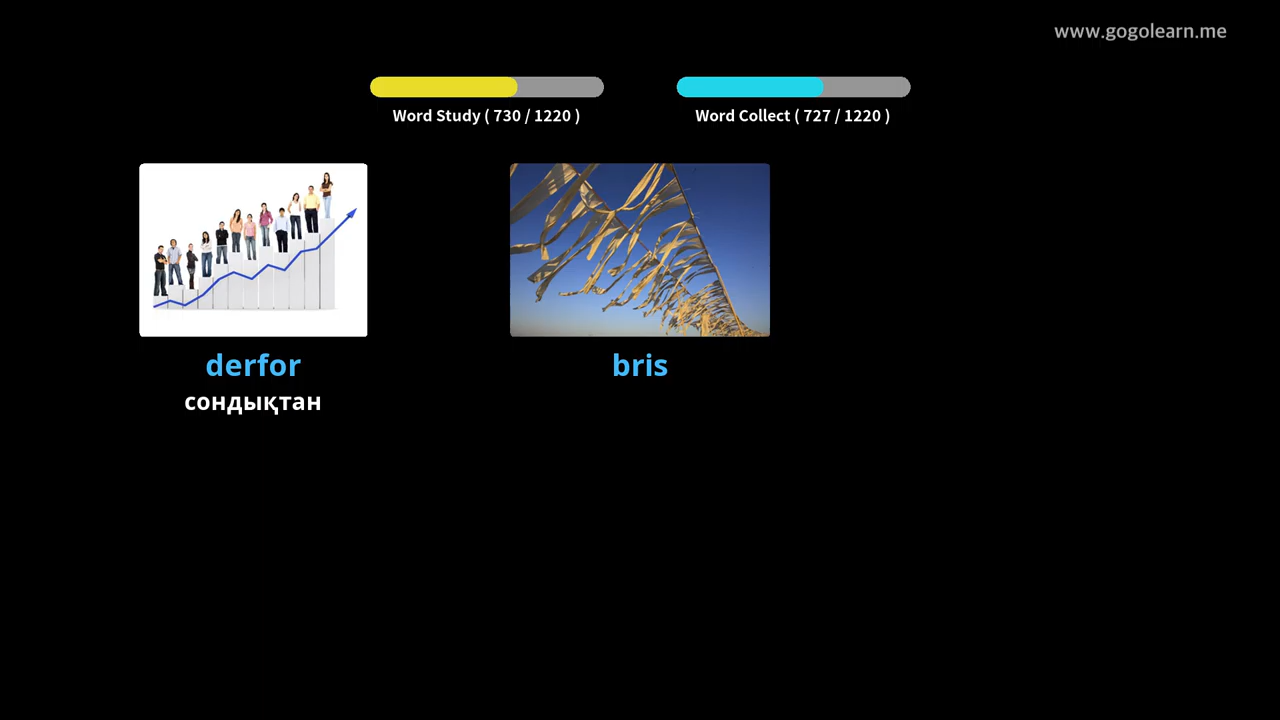 www.gogolearn.me
Word Study ( 730 / 1220 )
Word Collect ( 727 / 1220 )
derfor
сондықтан
bris